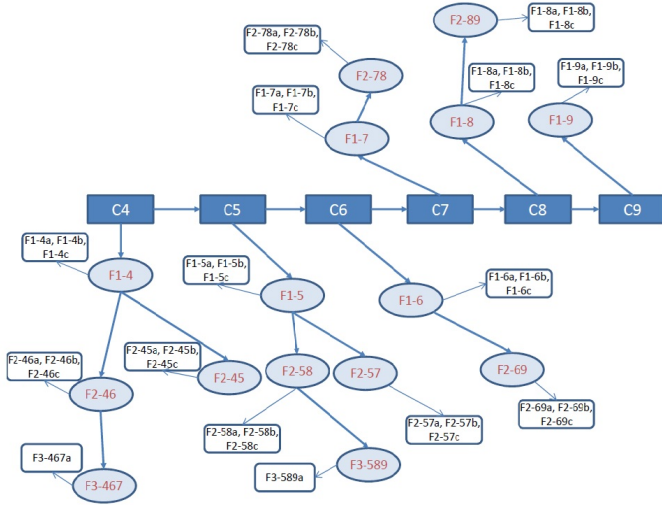 F2-89
F1-8a, F1-8b,
F1-8c
F2-78a, F2-78b,
F2-78c
F2-78
F1-8a, F1-8b,
F1-8c
F1-9a, F1-9b,
F1-9c
F1-7a, F1-7b,
F1-7c
F1-7
F1-8
F1-9
C4
C5
C6
C7
C8
C9
F1-4a, F1-4b,
F1-4c
F1-4
F1-5a, F1-5b,
F1-5c
F1-5
F1-6
F1-6a, F1-6b,
F1-6c
F2-46a, F2-46b,
F2-46c
F2-46
F2-45a, F2-45b,
F2-45c
F2-45
F2-58
F2-57
F2-69
F2-58a, F2-58b,
F2-58c
F2-57a, F2-57b,
F2-57c
F2-69a, F2-69b,
F2-69c
F3-467a
F3-467
F3-589a
F3-589